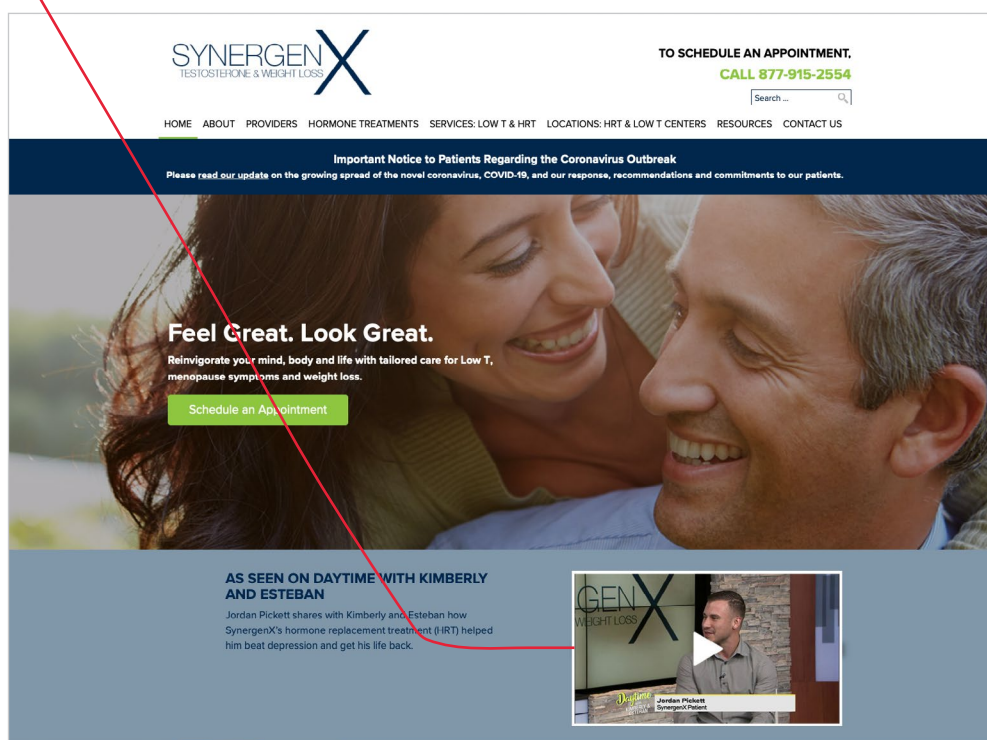 SYNERGENX
TESTOSTERONE & WEIGHT LOSS
TO SCHEDULE AN APPOINTMENT,
CALL 877-915-2554
Search ...
HOME ABOUT PROVIDERS HORMONE TREATMENTS SERVICES: LOW T & HRT LOCATIONS: HRT & LOW T CENTERS RESOURCES CONTACT US
Important Notice to Patients Regarding the Coronavirus Outbreak
Please read our update on the growing spread of the novel coronavirus, COVID-19, and our response, recommendations and commitments to our patients.
Feel Great. Look Great.
Reinvigorate your mind, body and life with tailored care for Low T,
menopause symptoms and weight loss.
Schedule an Appointment
AS SEEN ON DAYTIME WITH KIMBERLY
AND ESTEBAN
Jordan Pickett shares with Kimberly and Esteban how
SynergenX's hormone replacement treatment (HRT) helped
him beat depression and get his life back.
GENX
WEIGHT LOSS
Daytime
KIMBERLY &
ESTEBAN
Jordan Pickett
SynergenX Patient